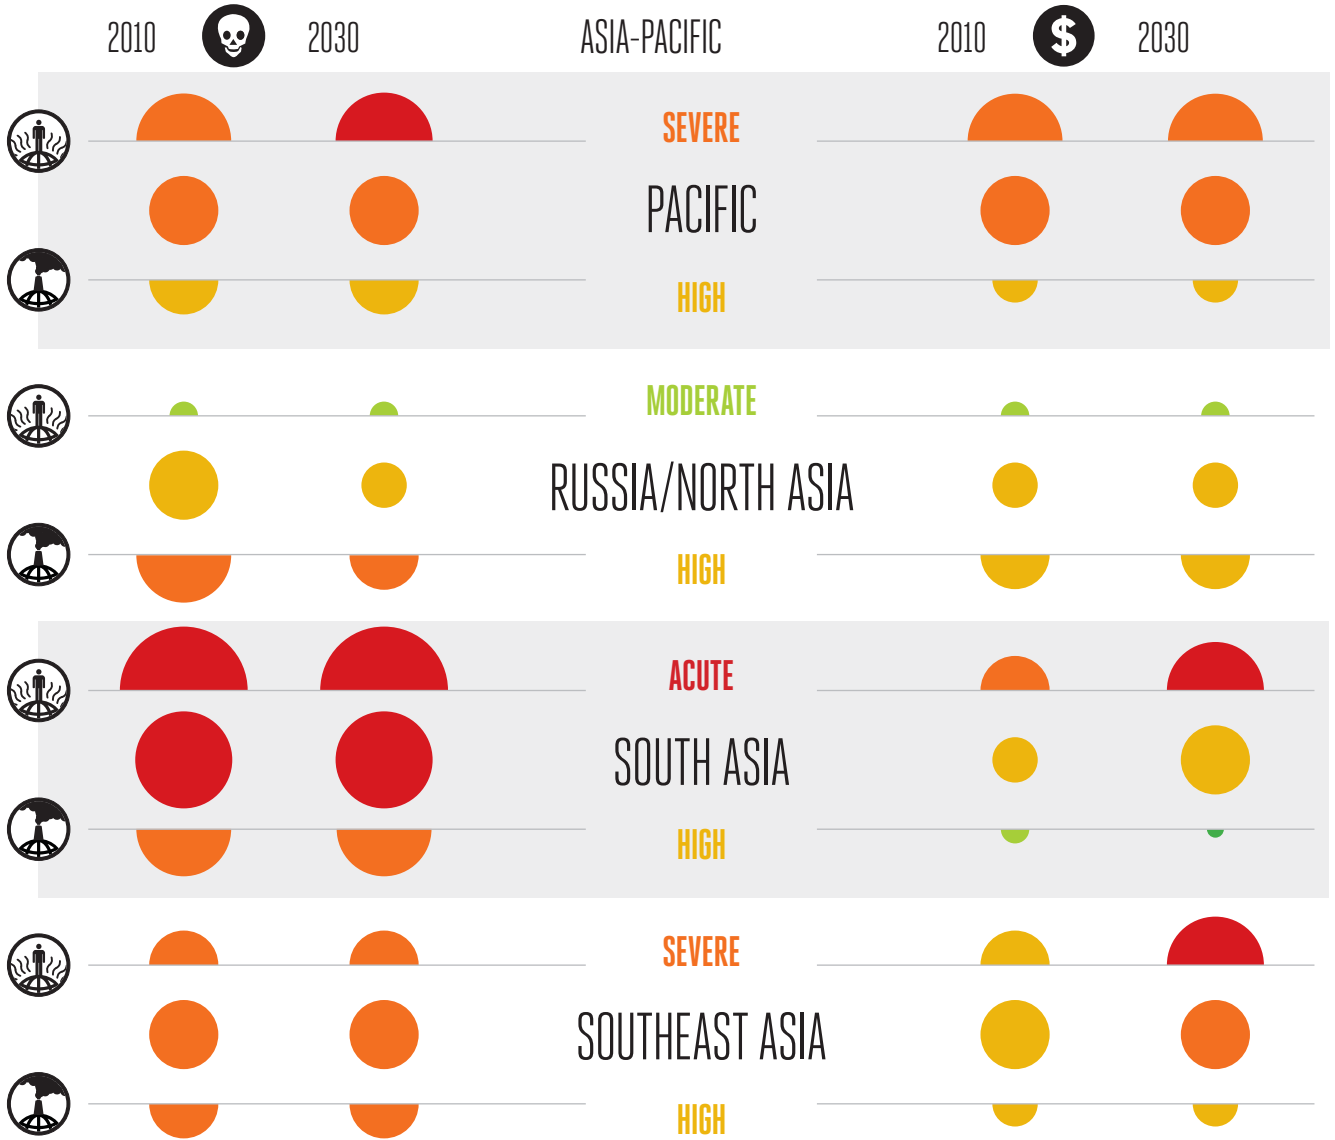 2010 2030 ASIA-PACIFIC 2010 $ 2030
SEVERE
PACIFIC
HIGH
MODERATE
RUSSIA/NORTH ASIA
HIGH
ACUTE
SOUTH ASIA
HIGH
SEVERE
SOUTHEAST ASIA
HIGH